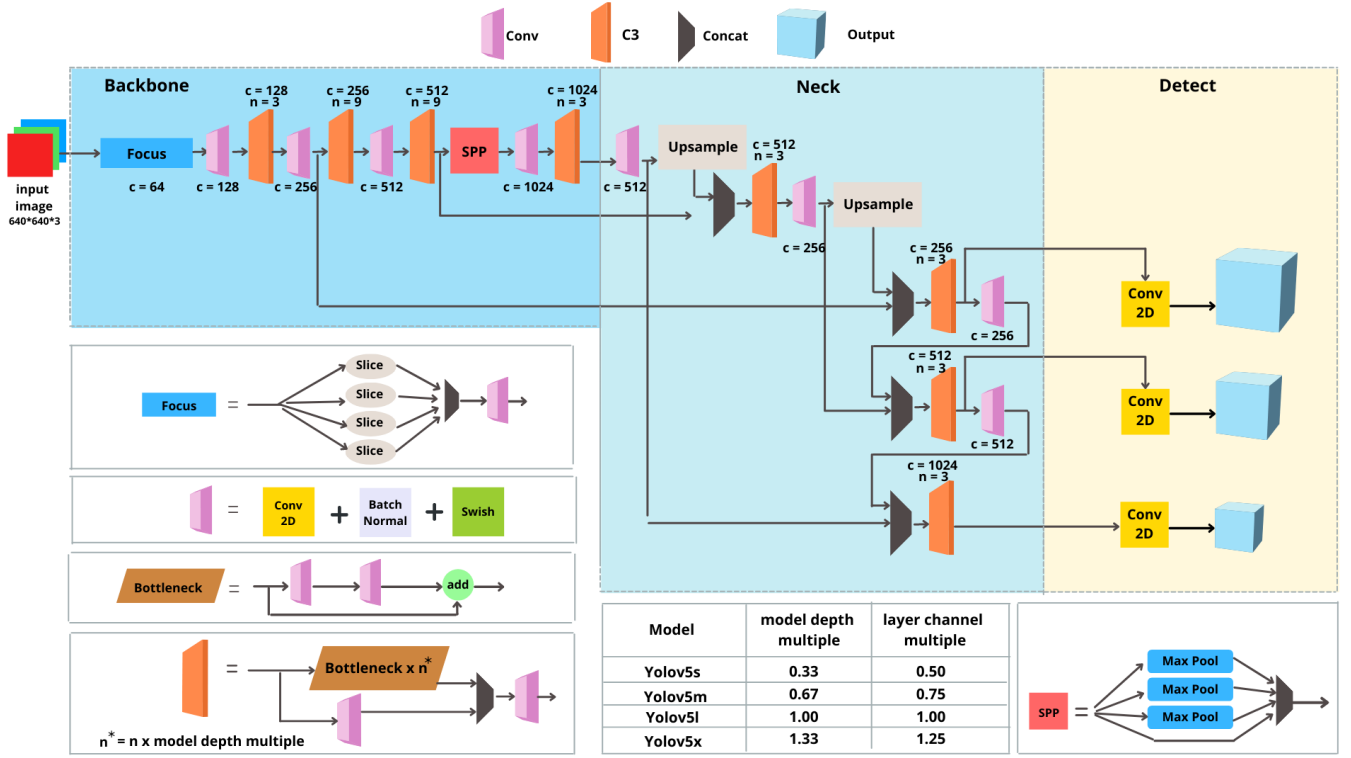 Conv
C3
Concat
Output
Backbone
Neck
Detect
c = 128
n = 3
c = 256
n = 9
c = 512
n = 9
c = 1024
n = 3
Focus
SPP
Upsample
c = 512
n = 3
input
image
640*640*3
c = 64
c = 128
c = 256
c = 512
c = 1024
c = 512
Upsample
c = 256
c = 256
n = 3
Conv
2D
c = 256
c = 512
n = 3
Conv
2D
c = 512
c = 1024
n = 3
Conv
2D
Focus
=
Slice
Slice
Slice
Slice
=
Conv
2D
+
Batch
Normal
+
Swish
Bottleneck
=
add
=
Bottleneck x n*
n* = n x model depth multiple
Model
model depth
multiple
layer channel
multiple
Yolov5s 0.33 0.50
Yolov5m 0.67 0.75
Yolov5l 1.00 1.00
Yolov5x 1.33 1.25
SPP
=
Max Pool
Max Pool
Max Pool